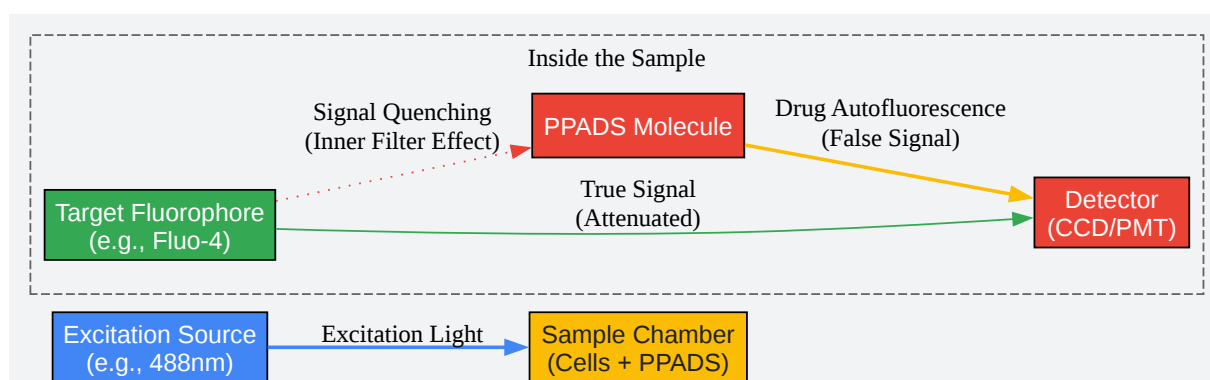 Inside the Sample
Signal Quenching
(Inner Filter Effect)
PPADS Molecule
Drug Autofluorescence
(False Signal)
True Signal
(Attenuated)
Target Fluorophore
(e.g., Fluo-4)
Detector
(CCD/PMT)
Excitation Source
(e.g., 488nm)
Excitation Light
Sample Chamber
(Cells + PPADS)